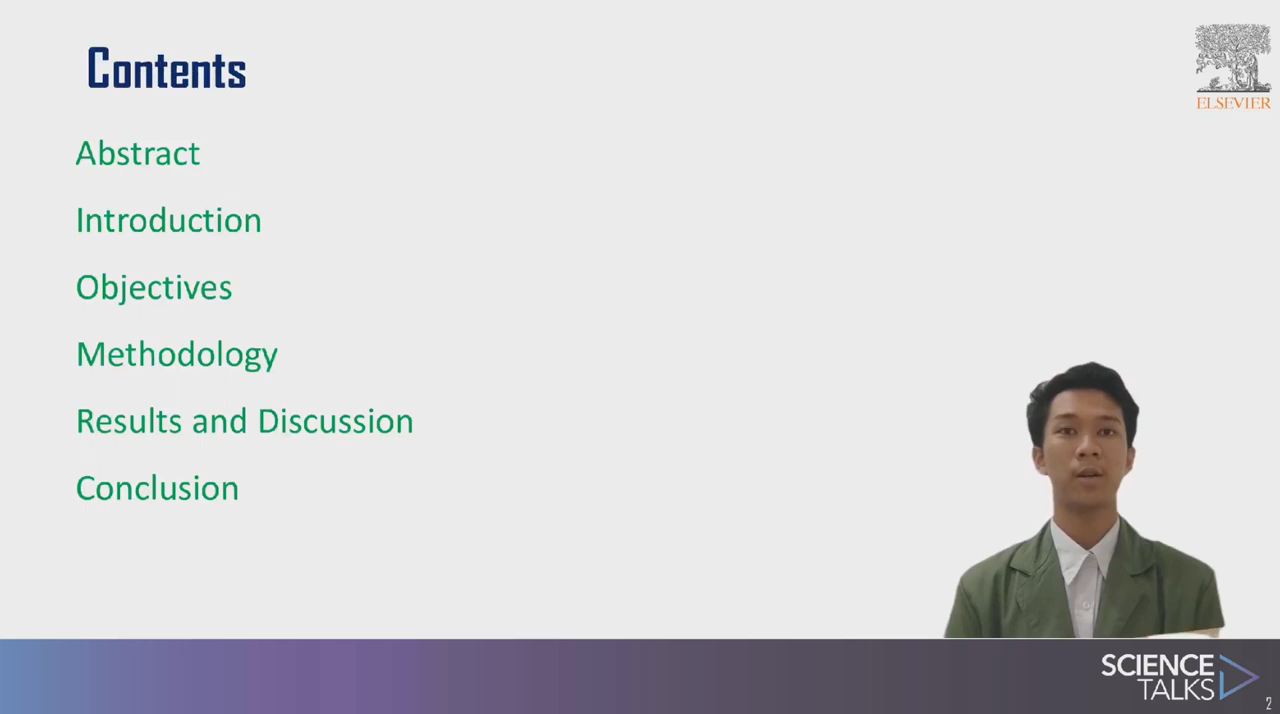 Contents
ELSEVIER
Abstract
Introduction
Objectives
Methodology
Results and Discussion
Conclusion
SCIENCE
TALKS
2